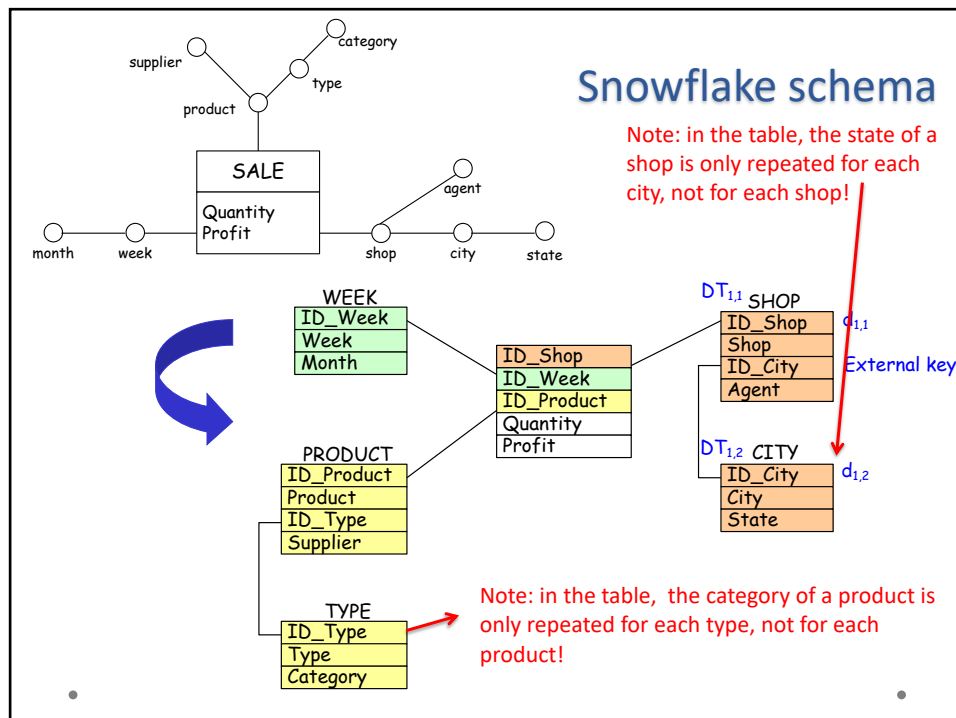 Snowflake schema
category
supplier
type
product
SALE
Quantity
Profit
agent
month
week
shop
city
state
Note: in the table, the state of a
shop is only repeated for each
city, not for each shop!
WEEK
ID_Week
Week
Month
ID_Shop
ID_Week
ID_Product
Quantity
Profit
DT1,1
SHOP
ID_Shop
d1,1
Shop
ID_City
External key
Agent
DT1,2
CITY
ID_City
d1,2
City
State
PRODUCT
ID_Product
Product
ID_Type
Supplier
TYPE
ID_Type
Type
Category
Note: in the table, the category of a product is
only repeated for each type, not for each
product!